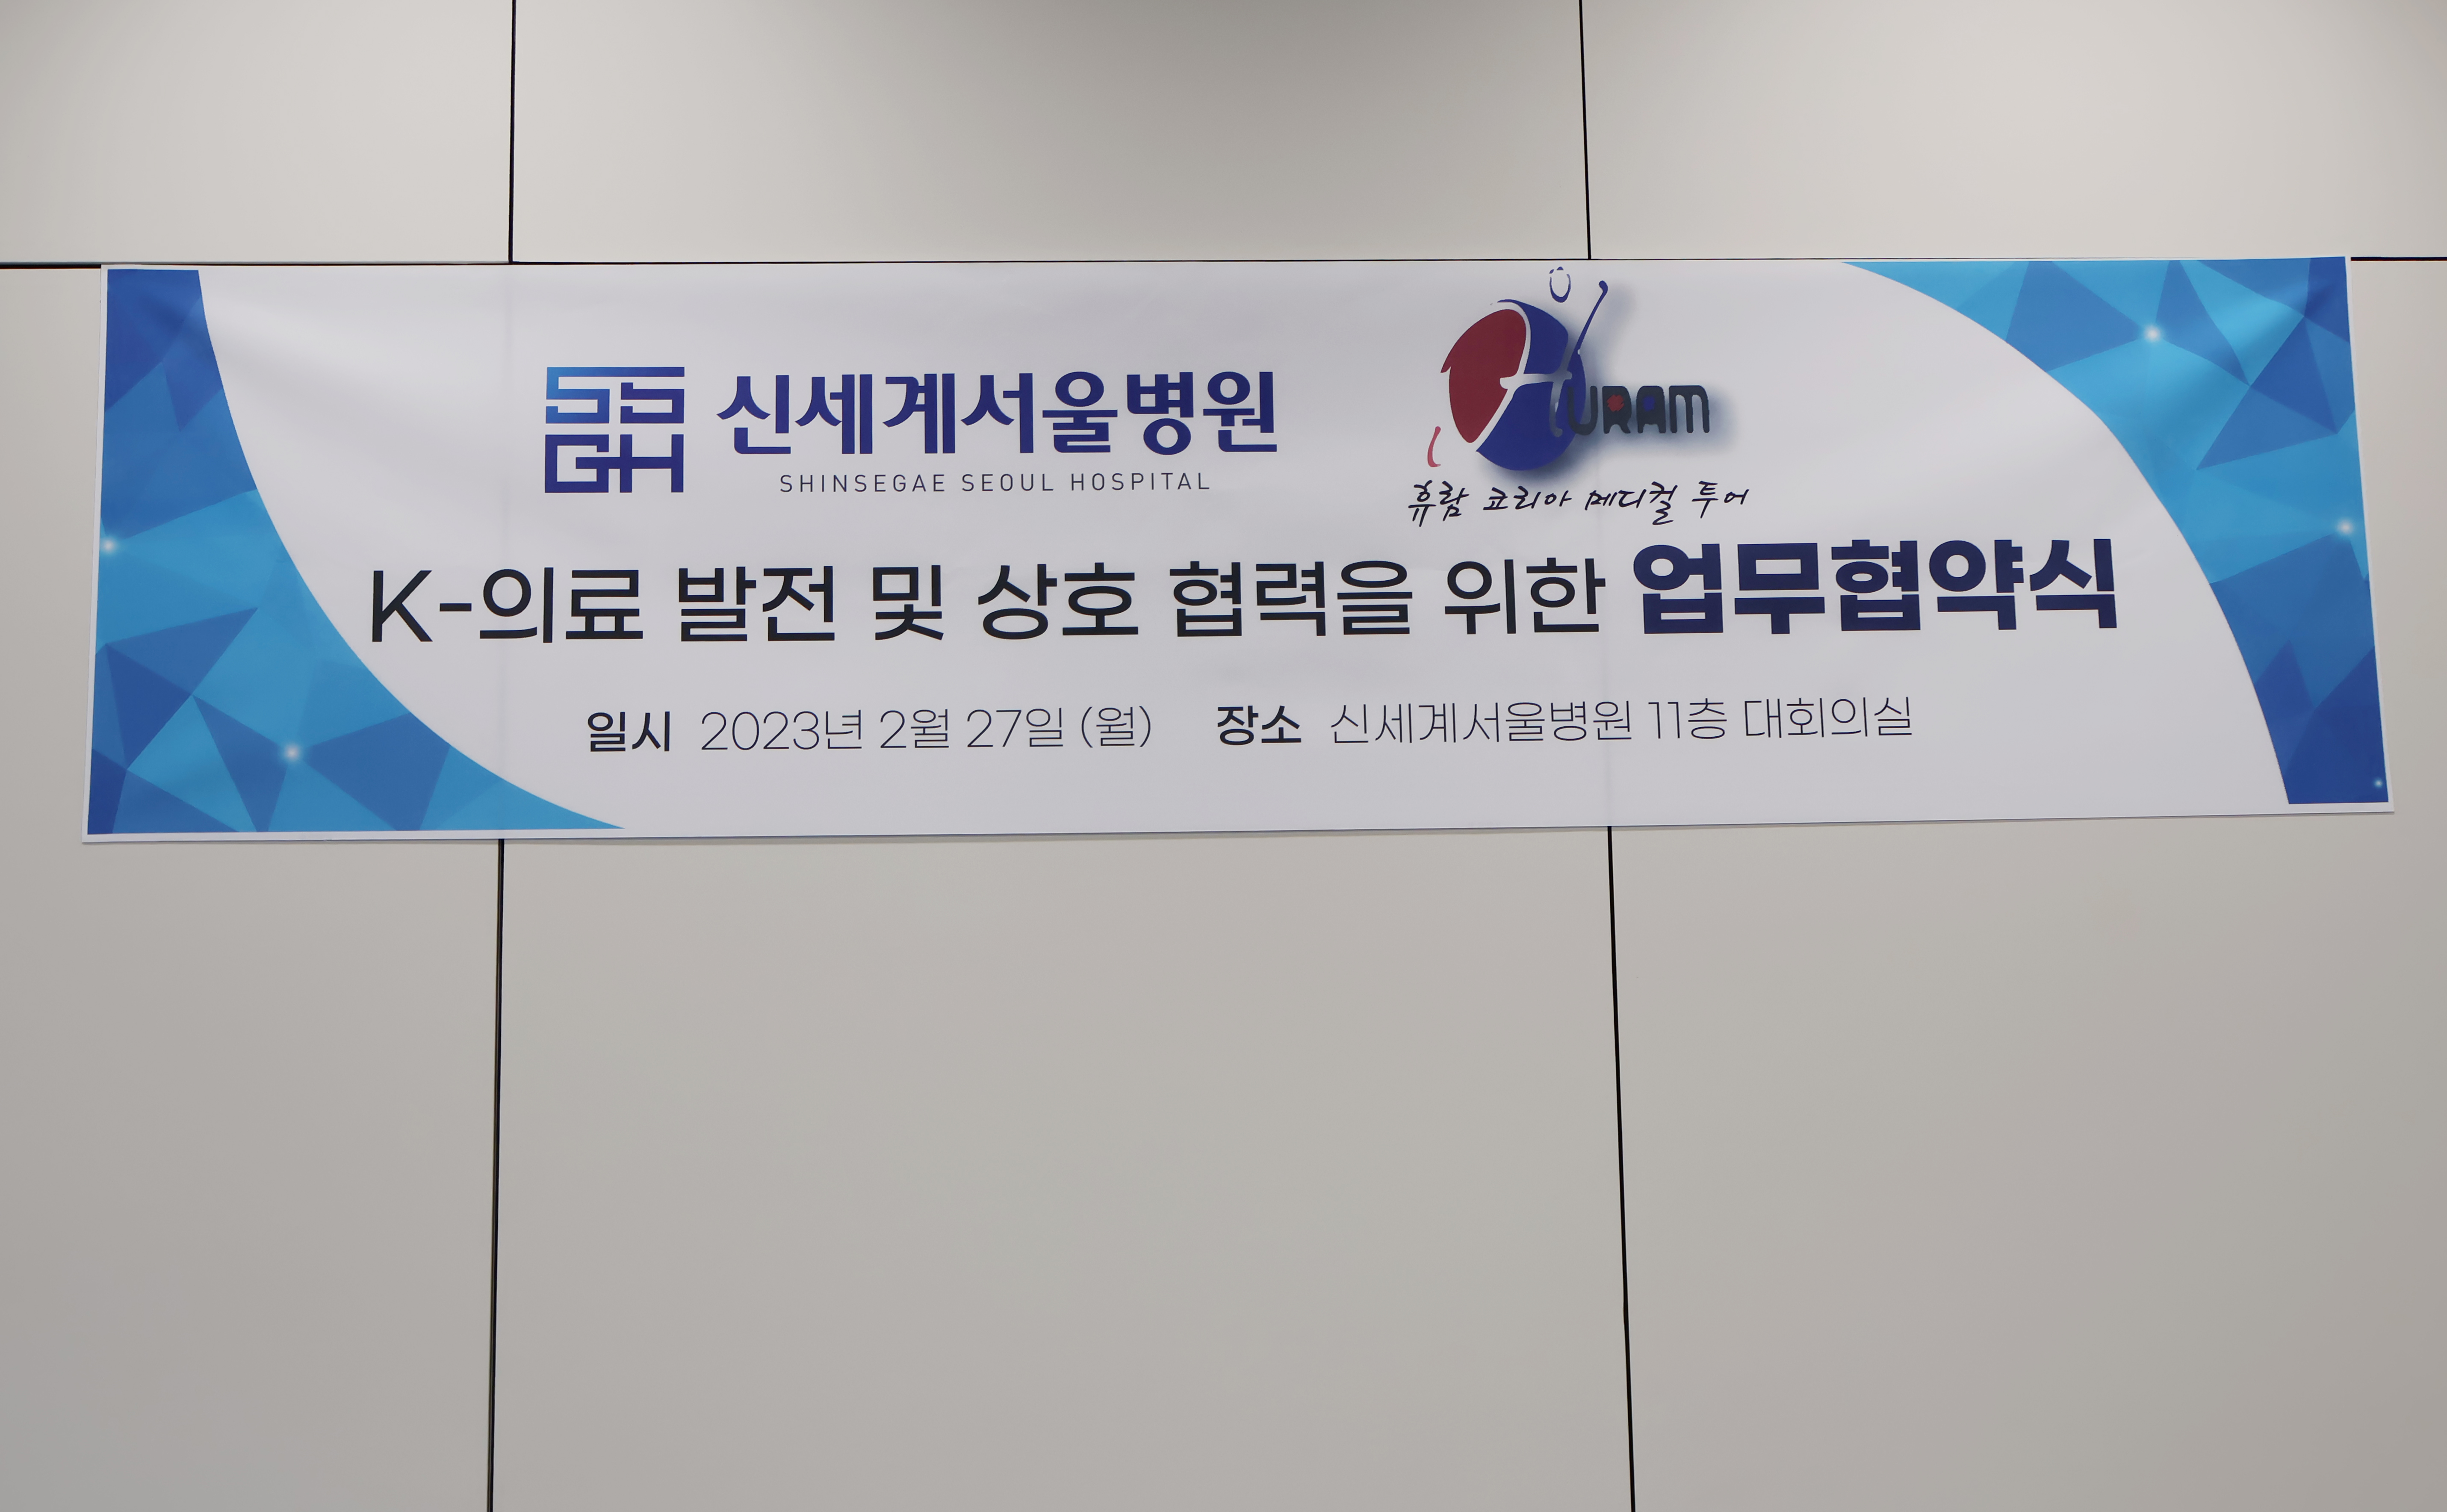 SSGH 신세계서울병원
SHINSEGAE SEOUL HOSPITAL
HURAM
휴람 코리아 메디컬 투어
K-의료 발전 및 상호 협력을 위한 업무협약식
일시 2023년 2월 27일 (월) 장소 신세계서울병원 11층 대회의실